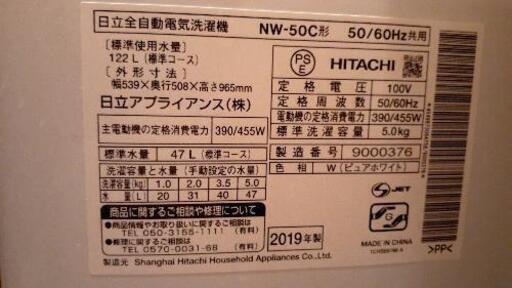 日立全自動電気洗濯機 NW-50C形 50/60Hz共用
[標準使用水量]
122 L (標準コース)
[外形寸法]
幅539×奥行508×高さ965mm
日立アプライアンス(株)
主電動機の定格消費電力 390/455W
標準水量 47 L (標準コース)
洗濯容量と水量(手動設定の水量)
洗濯容量(kg) 1.0 2.0 3.5 5.0
水量(L) 20 31 40 47
商品に関するご相談や修理について
●商品情報やお取り扱いに関するご相談
TEL 050-3155-1111 (有料)
●修理に関するご相談
TEL 0570-0031-68 (有料)
製造元 Shanghai Hitachi Household Appliances Co., Ltd.
PS
E
HITACHI
定格電圧 100V
定格周波数 50/60Hz
電動機の定格消費電力 390/455W
標準洗濯容量 5.0kg
製造番号 9000376
色 W (ピュアホワイト)
S JET
G
2019年製
MADE IN CHINA
>PP<